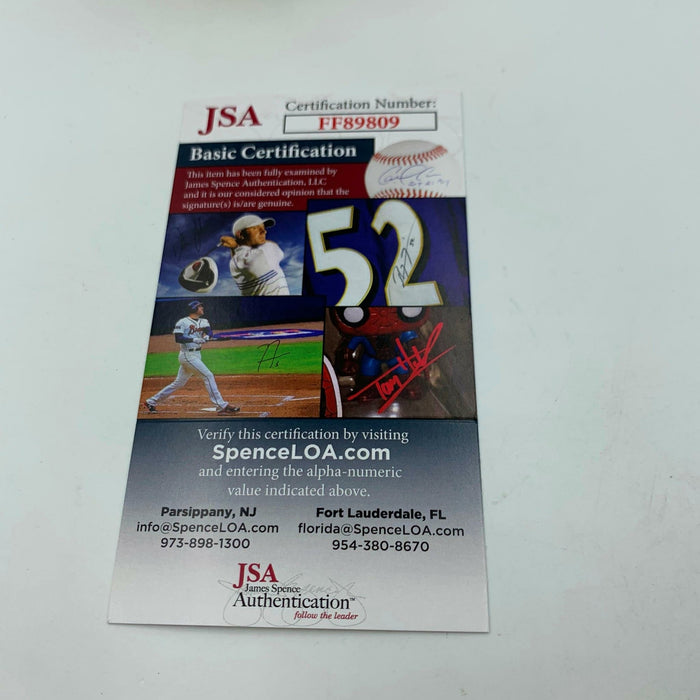 JSA
Certification Number:
FF89809
Basic Certification
This item has been fully examined by
James Spence Authentication, LLC
and it is our considered opinion that the
signature(s) is/are genuine.
52
Tom Holland
Verify this certification by visiting
SpenceLOA.com
and entering the alpha-numeric
value indicated above.
Parsippany, NJ
info@SpenceLOA.com
973-898-1300
Fort Lauderdale, FL
florida@SpenceLOA.com
954-380-8670
JSA
James Spence
Authentication™
follow the leader